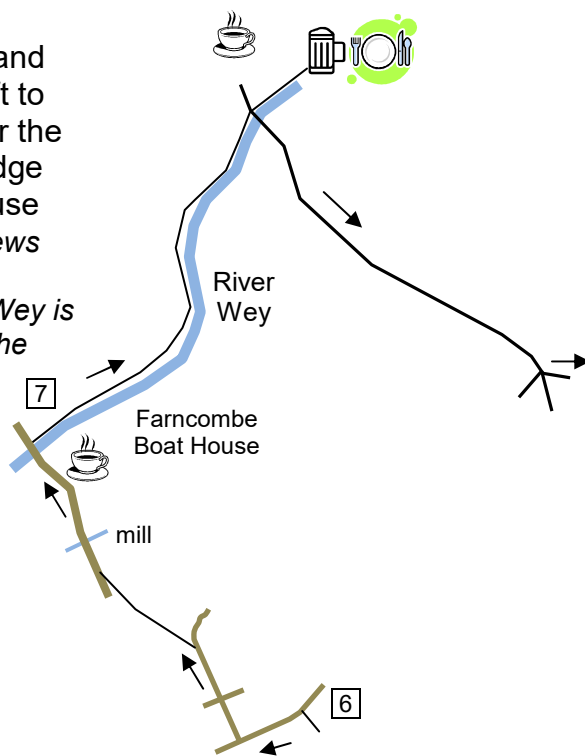 and
t to
r the
dge
use
ews
Wey is
he
River
Wey
7
Farncombe
Boat House
mill
6